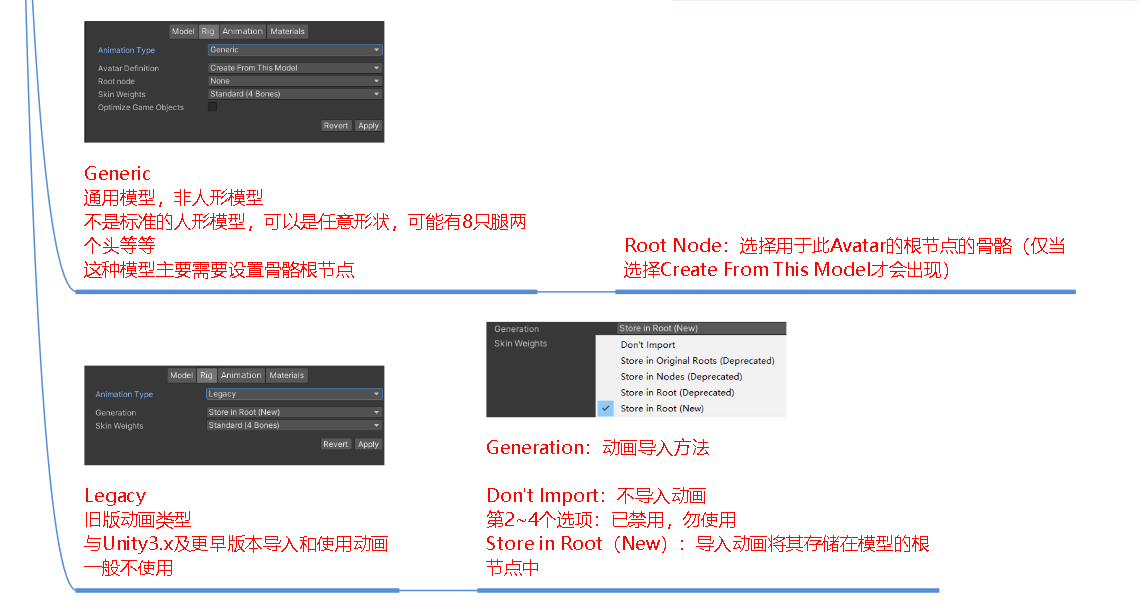 Model Rig Animation Materials
Animation Type Generic
Avatar Definition Create From This Model
Root node None
Skin Weights Standard (4 Bones)
Optimize Game Objects
Revert Apply
Generic
通用模型，非人形模型
不是标准的人形模型，可以是任意形状，可能有8只腿两
个头等等
这种模型主要需要设置骨骼根节点
Root Node：选择用于此Avatar的根节点的骨骼（仅当
选择Create From This Model才会出现）
Model Rig Animation Materials
Animation Type Legacy
Generation Store in Root (New)
Skin Weights Standard (4 Bones)
Revert Apply
Legacy
旧版动画类型
与Unity3.x及更早版本导入和使用动画
一般不使用
Generation Store in Root (New)
Skin Weights
Don't Import
Store in Original Roots (Deprecated)
Store in Nodes (Deprecated)
Store in Root (Deprecated)
Store in Root (New)
Generation：动画导入方法
Don't Import：不导入动画
第2~4个选项：已禁用，勿使用
Store in Root（New）：导入动画将其存储在模型的根
节点中